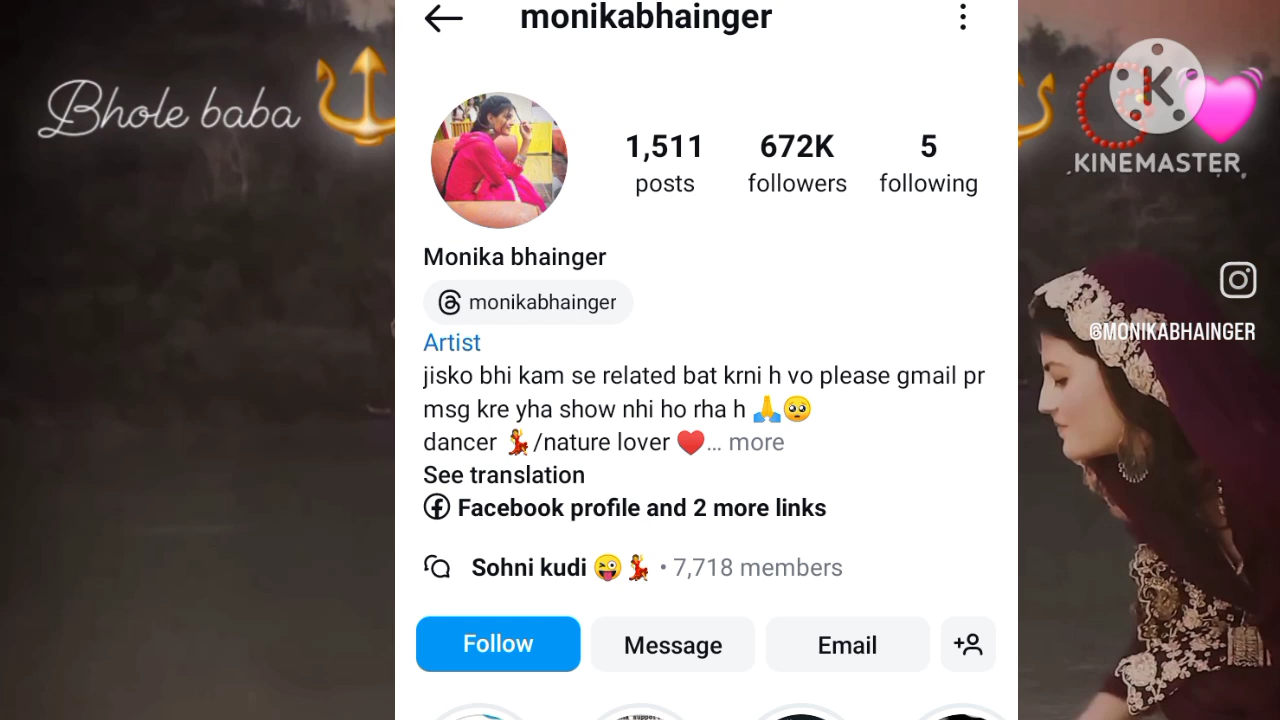 Bhole baba
monikabhainger
1,511
posts
672K
followers
5
following
Monika bhainger
monikabhainger
Artist
jisko bhi kam se related bat krni h vo please gmail pr
msg kre yha show nhi ho rha h 🙏🥺
dancer 💃/nature lover ❤️... more
See translation
Facebook profile and 2 more links
Sohni kudi 😜💃 • 7,718 members
Follow
Message
Email
K
KINEMASTER
@MONIKABHAINGER